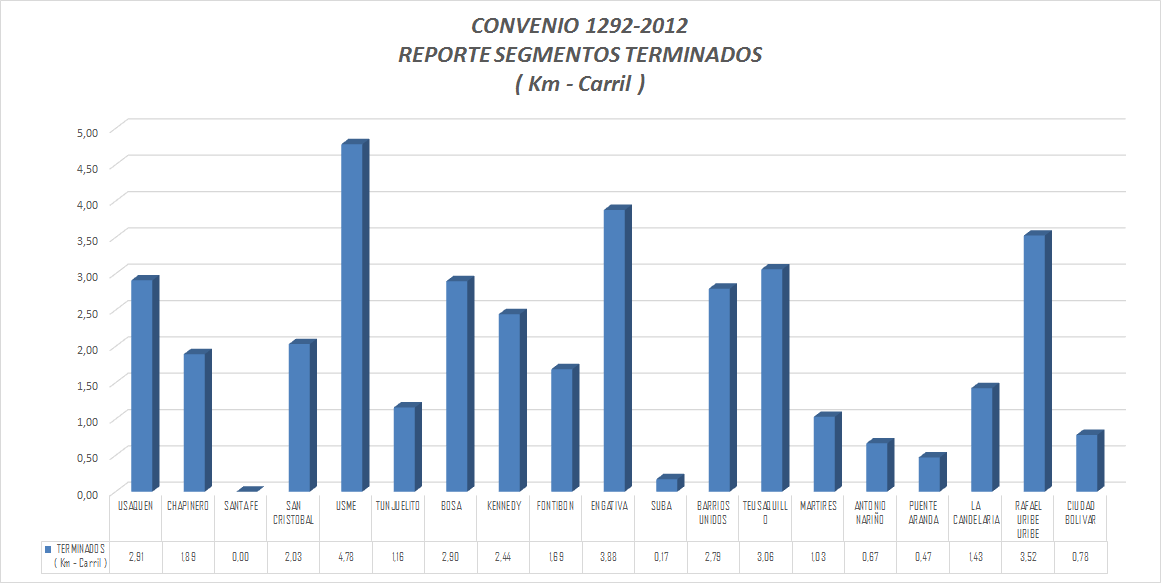 CONVENIO 1292-2012
REPORTE SEGMENTOS TERMINADOS
( Km - Carril )
5,00
4,50
4,00
3,50
3,00
2,50
2,00
1,50
1,00
0,50
0,00
USAQUEN
CHAPINERO
SANTA FE
SAN
CRISTOBAL
USME
TUNJUELITO
BOSA
KENNEDY
FONTIBON
ENGATIVA
SUBA
BARRIOS
UNIDOS
TEUSAQUILL
O
MARTIRES
ANTONIO
NARIÑO
PUENTE
ARANDA
LA
CANDELARIA
RAFAEL
URIBE
URIBE
CIUDAD
BOLIVAR
TERMINADOS
( Km - Carril )
2,91
1,89
0,00
2,03
4,78
1,16
2,90
2,44
1,69
3,88
0,17
2,79
3,06
1,03
0,67
0,47
1,43
3,52
0,78